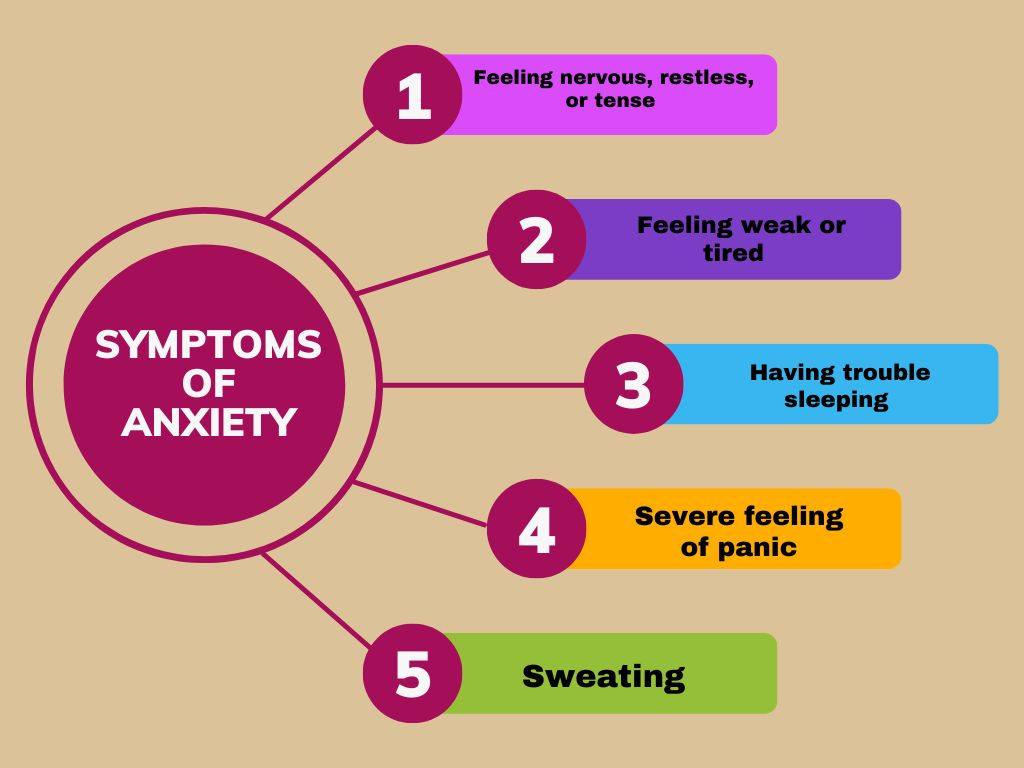 SYMPTOMS
OF
ANXIETY
1
Feeling nervous, restless,
or tense
2
Feeling weak or
tired
3
Having trouble
sleeping
4
Severe feeling
of panic
5
Sweating